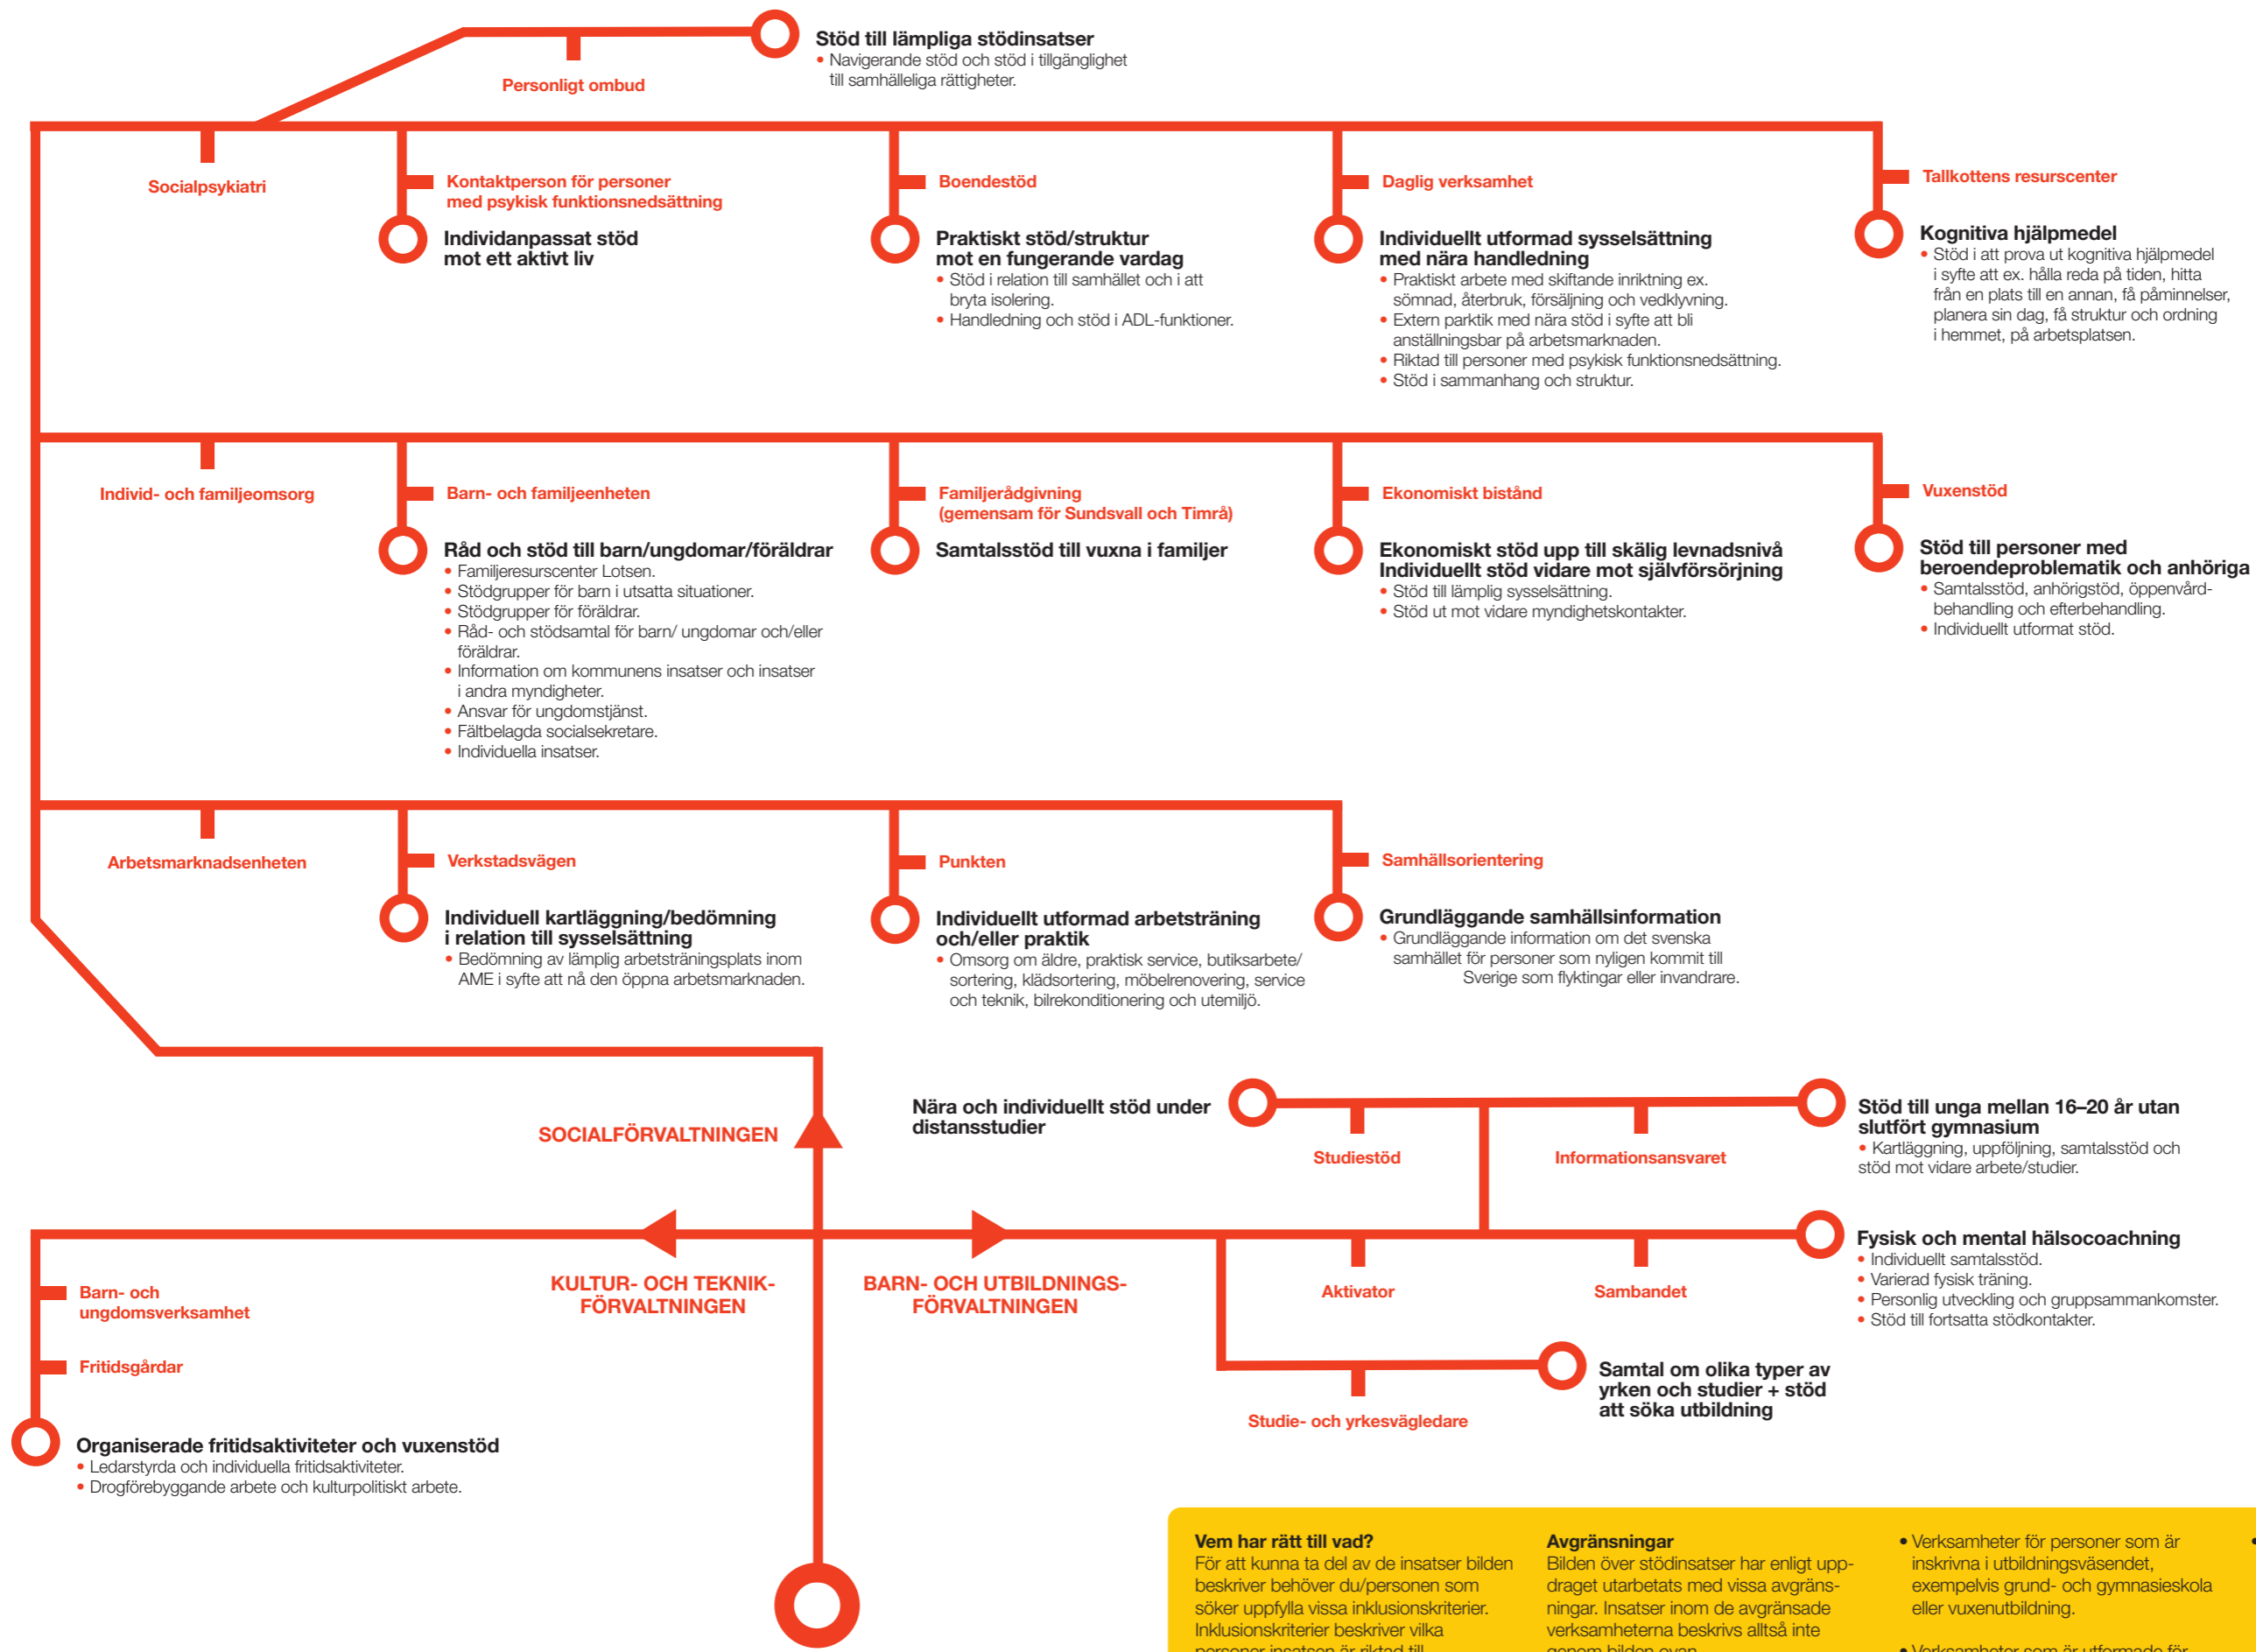 Stöd till lämpliga stödinsatser
• Navigerande stöd och stöd i tillgänglighet
till samhälleliga rättigheter.
Personligt ombud
Socialpsykiatri
Kontaktperson för personer
med psykisk funktionsnedsättning
Individanpassat stöd
mot ett aktivt liv
Boendestöd
Praktiskt stöd/struktur
mot en fungerande vardag
• Stöd i relation till samhället och i att
bryta isolering.
• Handledning och stöd i ADL-funktioner.
Daglig verksamhet
Individuellt utformad sysselsättning
med nära handledning
• Praktiskt arbete med skiftande inriktning ex.
sömnad, återbruk, försäljning och vedklyvning.
• Extern parktik med nära stöd i syfte att bli
anställningsbar på arbetsmarknaden.
• Riktad till personer med psykisk funktionsnedsättning.
• Stöd i sammanhang och struktur.
Tallkottens resurscenter
Kognitiva hjälpmedel
• Stöd i att prova ut kognitiva hjälpmedel
i syfte att ex. hålla reda på tiden, hitta
från en plats till en annan, få påminnelser,
planera sin dag, få struktur och ordning
i hemmet, på arbetsplatsen.
Individ- och familjeomsorg
Barn- och familjeenheten
Råd och stöd till barn/ungdomar/föräldrar
• Familjeresurscenter Lotsen.
• Stödgrupper för barn i utsatta situationer.
• Stödgrupper för föräldrar.
• Råd- och stödsamtal för barn/ ungdomar och/eller
föräldrar.
• Information om kommunens insatser och insatser
i andra myndigheter.
• Ansvar för ungdomstjänst.
• Fältbelagda socialsekretare.
• Individuella insatser.
Familjerådgivning
(gemensam för Sundsvall och Timrå)
Samtalsstöd till vuxna i familjer
Ekonomiskt bistånd
Ekonomiskt stöd upp till skälig levnadsnivå
Individuellt stöd vidare mot självförsörjning
• Stöd till lämplig sysselsättning.
• Stöd ut mot vidare myndighetskontakter.
Vuxenstöd
Stöd till personer med
beroendeproblematik och anhöriga
• Samtalsstöd, anhörigstöd, öppenvård-
behandling och efterbehandling.
• Individuellt utformat stöd.
Arbetsmarknadsenheten
Verkstadsvägen
Individuell kartläggning/bedömning
i relation till sysselsättning
• Bedömning av lämplig arbetsträningsplats inom
AME i syfte att nå den öppna arbetsmarknaden.
Punkten
Individuellt utformad arbetsträning
och/eller praktik
• Omsorg om äldre, praktisk service, butiksarbete/
sortering, klädsortering, möbelrenovering, service
och teknik, bilrekonditionering och utemiljö.
Samhällsorientering
Grundläggande samhällsinformation
• Grundläggande information om det svenska
samhället för personer som nyligen kommit till
Sverige som flyktingar eller invandrare.
SOCIALFÖRVALTNINGEN
Nära och individuellt stöd under
distansstudier
Studiestöd
Informationsansvaret
Stöd till unga mellan 16–20 år utan
slutfört gymnasium
• Kartläggning, uppföljning, samtalsstöd och
stöd mot vidare arbete/studier.
KULTUR- OCH TEKNIK-
FÖRVALTNINGEN
BARN- OCH UTBILDNINGS-
FÖRVALTNINGEN
Aktivator
Sambandet
Fysisk och mental hälsocoachning
• Individuellt samtalsstöd.
• Varierad fysisk träning.
• Personlig utveckling och gruppsammankomster.
• Stöd till fortsatta stödkontakter.
Barn- och
ungdomsverksamhet
Fritidsgårdar
Organiserade fritidsaktiviteter och vuxenstöd
• Ledarstyrda och individuella fritidsaktiviteter.
• Drogförebyggande arbete och kulturpolitiskt arbete.
Studie- och yrkesvägledare
Samtal om olika typer av
yrken och studier + stöd
att söka utbildning
Vem har rätt till vad?
För att kunna ta del av de insatser bilden
beskriver behöver du/personen som
söker uppfylla vissa inklusionskriterier.
Inklusionskriterier beskriver vilka
personer insatsen är riktad till
Avgränsningar
Bilden över stödinsatser har enligt upp-
draget utarbetats med vissa avgräns-
ningar. Insatser inom de avgränsade
verksamheterna beskrivs alltså inte
genom bilden ovan
• Verksamheter för personer som är
inskrivna i utbildningsväsendet,
exempelvis grund- och gymnasieskola
eller vuxenutbildning.
• Verksamheter som är utformade för